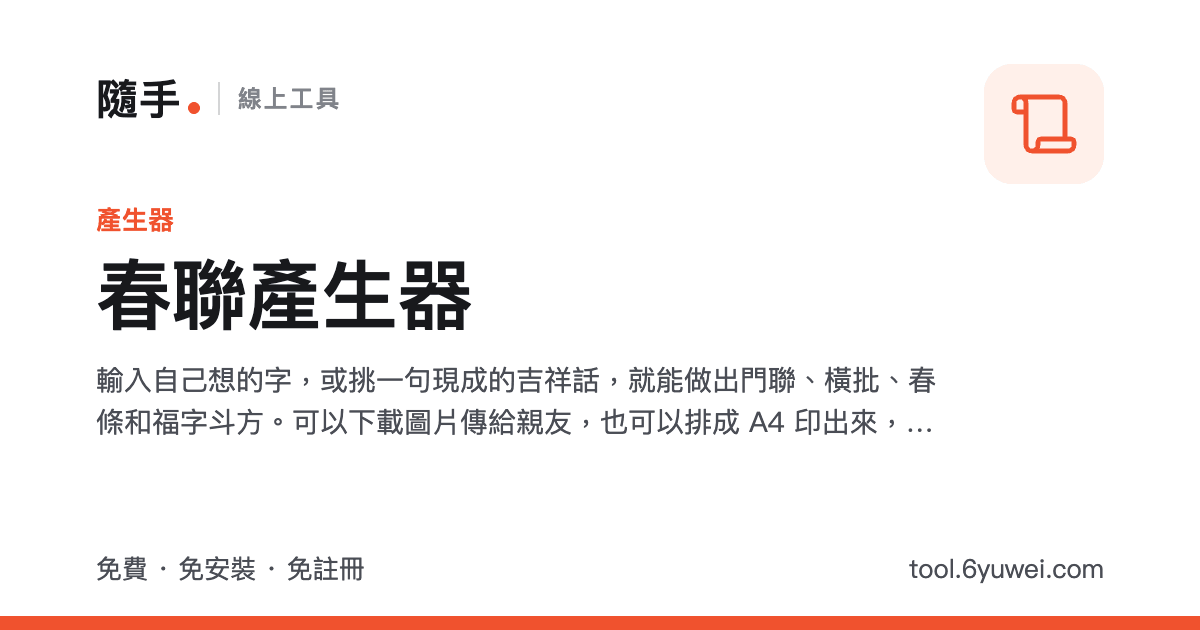 隨手.
線上工具
產生器
春聯產生器
輸入自己想的字，或挑一句現成的吉祥話，就能做出門聯、橫批、春
條和福字斗方。可以下載圖片傳給親友，也可以排成 A4 印出來，…
免費 · 免安裝 · 免註冊
tool.6yuwei.com